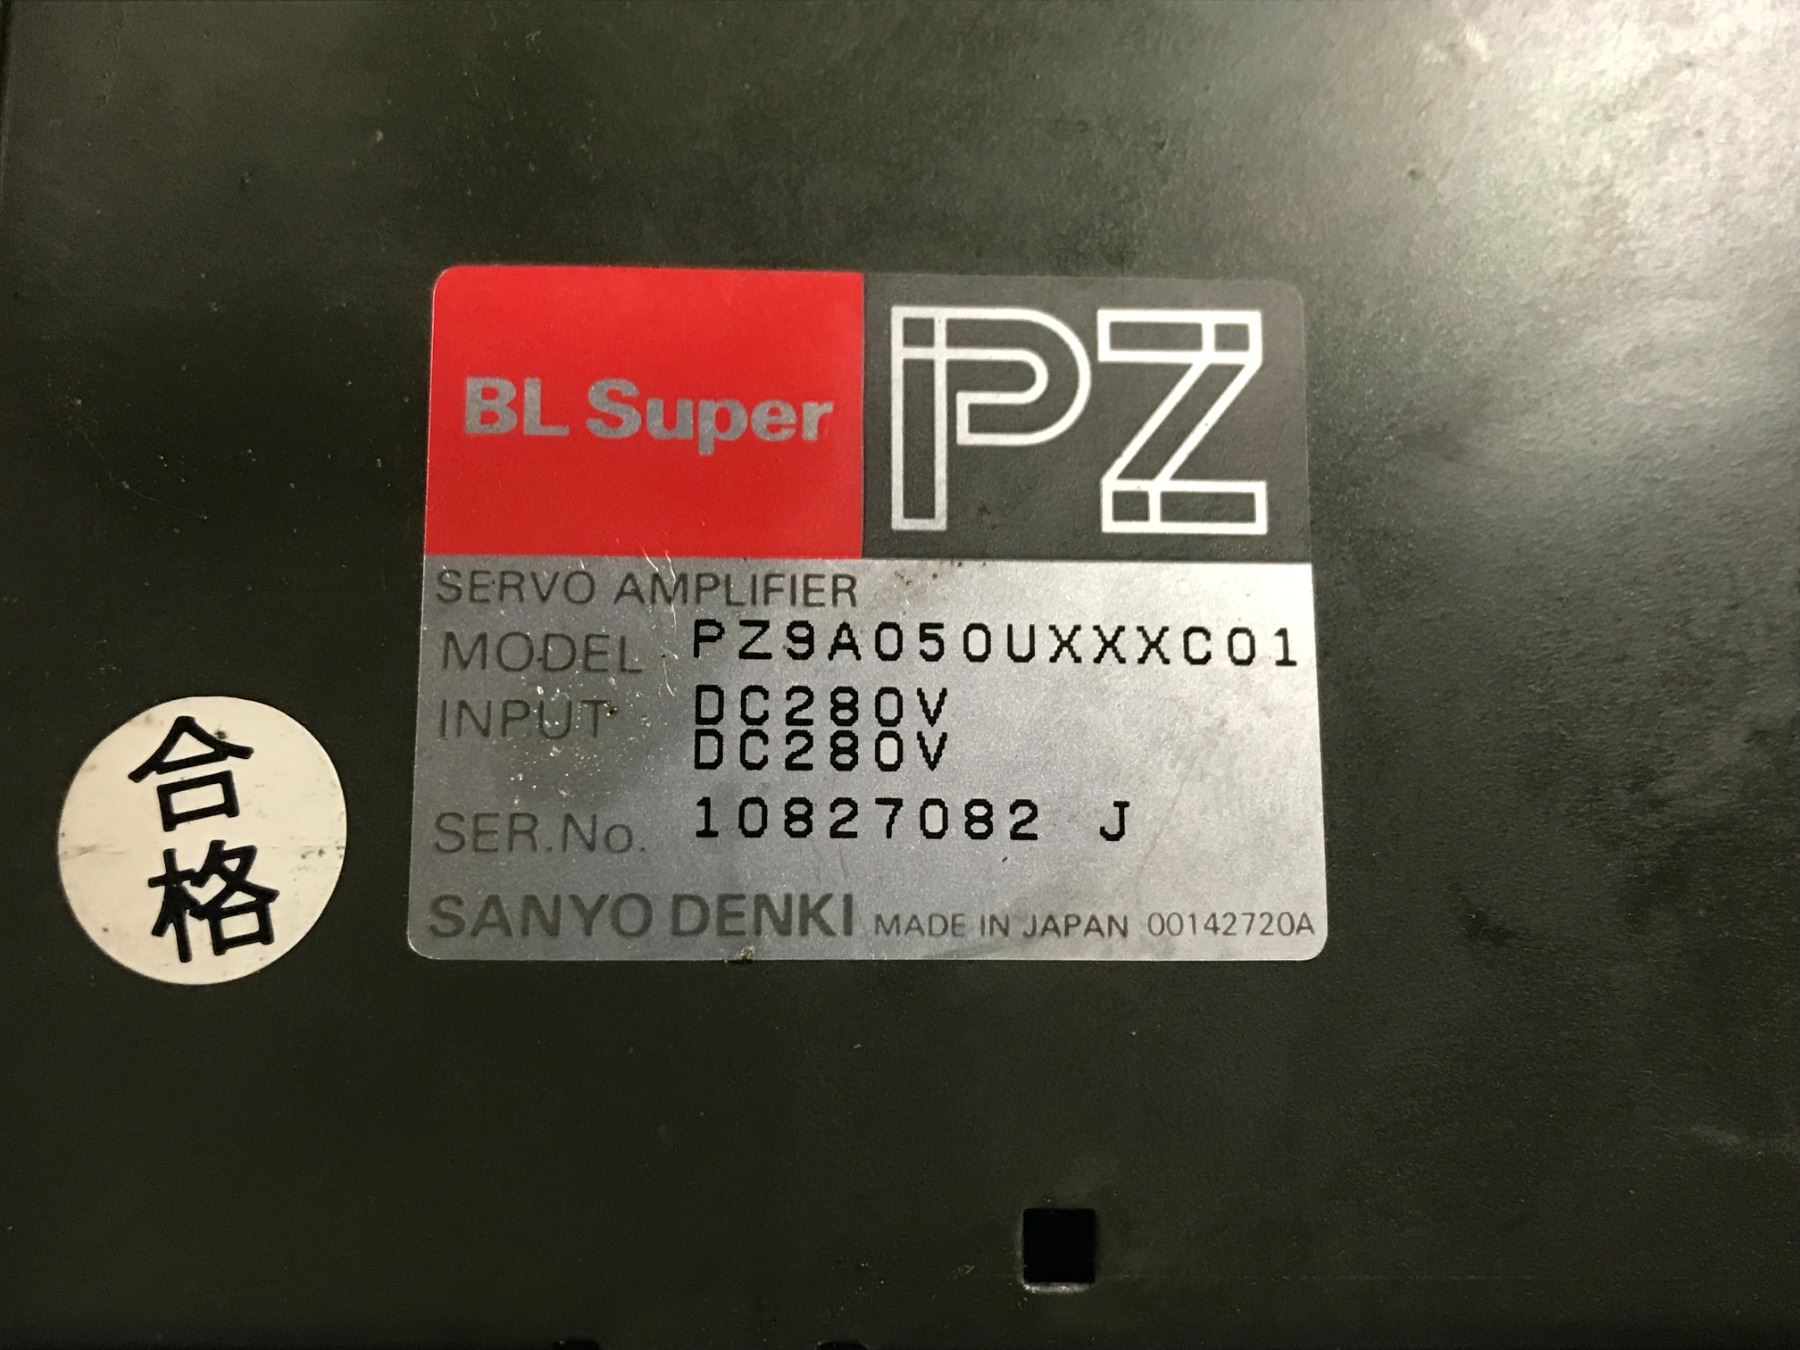 BL Super
PZ
SERVO AMPLIFIER
MODEL PZ9A050UXXXC01
INPUT DC280V
DC280V
SER.No. 10827082 J
SANYO DENKI MADE IN JAPAN 00142720A
合
格